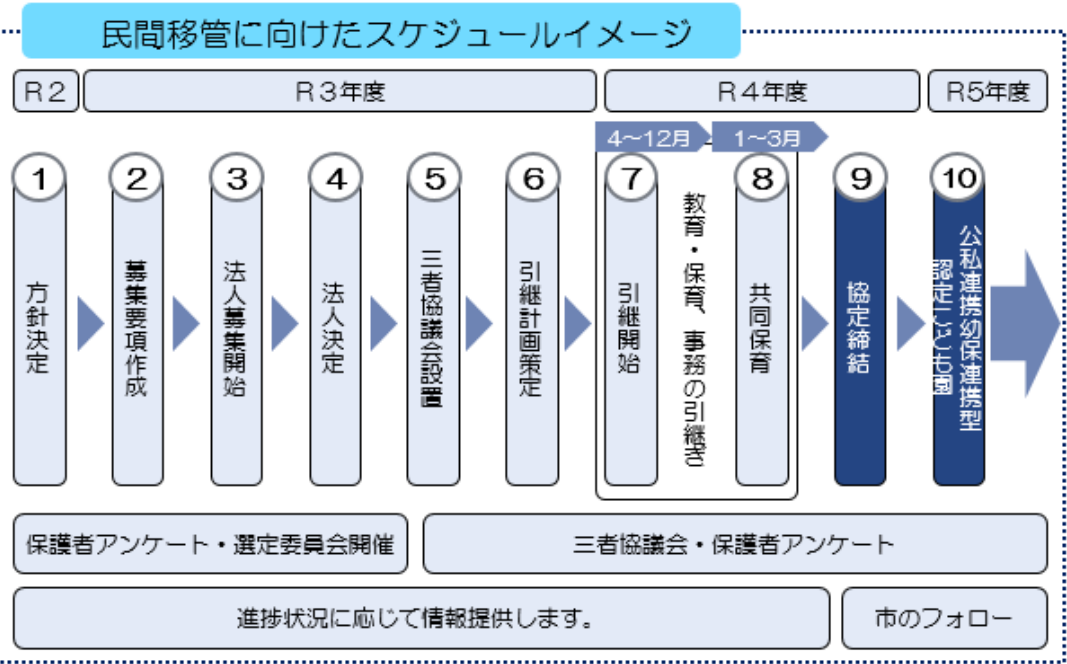 民間移管に向けたスケジュールイメージ
R2
R3年度
R4年度
R5年度
4〜12月
1〜3月
1
方針決定
2
募集要項作成
3
法人募集開始
4
法人決定
5
三者協議会設置
6
引継計画策定
7
引継開始
教育・保育、事務の引継ぎ
8
共同保育
9
協定締結
10
公私連携幼保連携型
認定こども園
保護者アンケート・選定委員会開催
三者協議会・保護者アンケート
進捗状況に応じて情報提供します。
市のフォロー